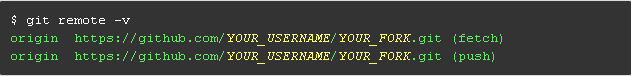 $ git remote -v
origin  https://github.com/YOUR_USERNAME/YOUR_FORK.git (fetch)
origin  https://github.com/YOUR_USERNAME/YOUR_FORK.git (push)